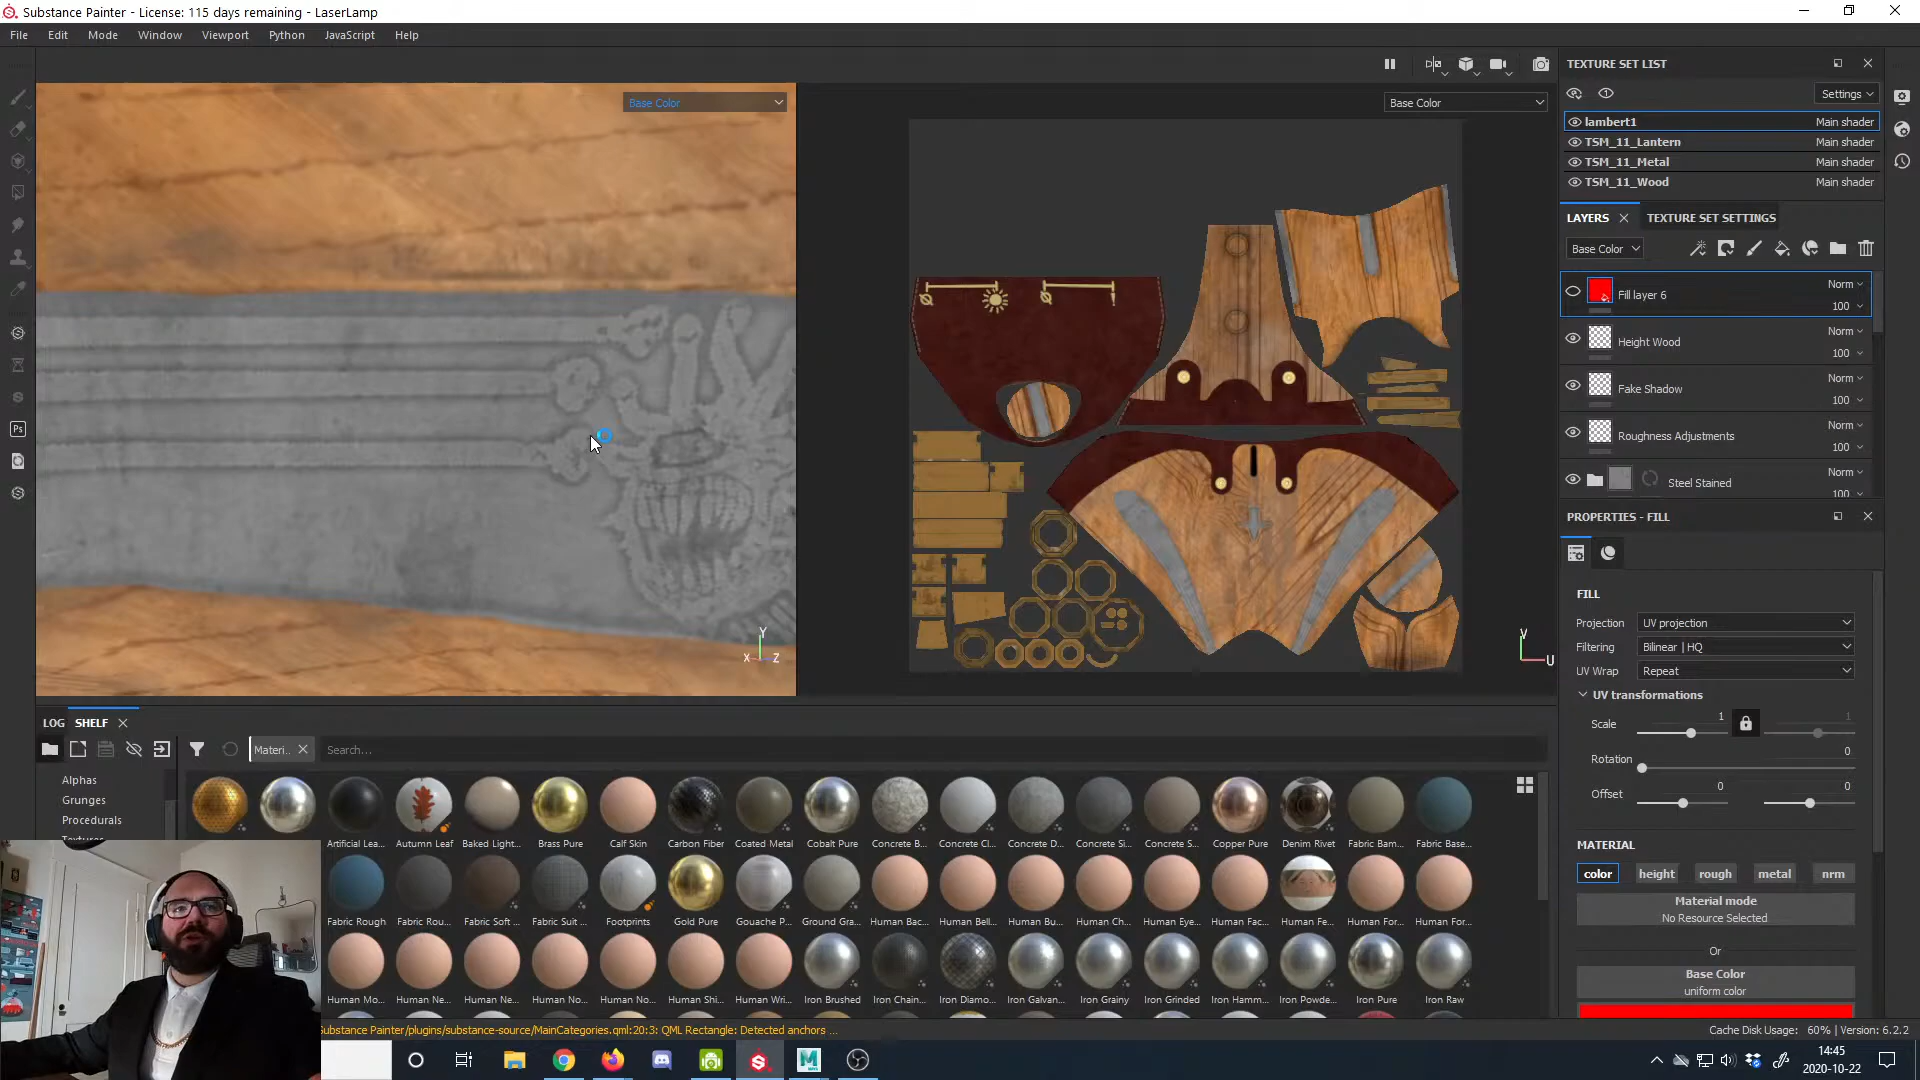 Substance Painter - License: 115 days remaining - LaserLamp
File Edit Mode Window Viewport Python JavaScript Help
Base Color
Base Color
TEXTURE SET LIST
Settings
lambert1 Main shader
TSM_11_Lantern Main shader
TSM_11_Metal Main shader
TSM_11_Wood Main shader
LAYERS TEXTURE SET SETTINGS
Base Color
Fill layer 6 Norm 100
Height Wood Norm 100
Fake Shadow Norm 100
Roughness Adjustments Norm 100
Steel Stained Norm 100
PROPERTIES - FILL
FILL
Projection UV projection
Filtering Bilinear | HQ
UV Wrap Repeat
UV transformations
Scale 1 1
Rotation 0
Offset 0 0
MATERIAL
color height rough metal nrm
Material mode
No Resource Selected
Or
Base Color
uniform color
Y
X Z
V
U
Ps
LOG SHELF
Materi... Search...
Alphas
Grunges
Procedurals
Textures
Artificial Lea... Autumn Leaf Baked Light... Brass Pure Calf Skin Carbon Fiber Coated Metal Cobalt Pure Concrete B... Concrete Cl... Concrete D... Concrete Si... Concrete S... Copper Pure Denim Rivet Fabric Bam... Fabric Base...
Fabric Rough Fabric Rou... Fabric Soft ... Fabric Suit ... Footprints Gold Pure Gouache P... Ground Gra... Human Bac... Human Bell... Human Bu... Human Ch... Human Eye... Human Fac... Human Fe... Human For... Human For...
Human Mo... Human Ne... Human Ne... Human No... Human No... Human Shi... Human Wri... Iron Brushed Iron Chain... Iron Diamo... Iron Galvan... Iron Grainy Iron Grinded Iron Hamm... Iron Powde... Iron Pure Iron Raw
Substance Painter/plugins/substance-source/MainCategories.qml:20:3: QML Rectangle: Detected anchors ...
Cache Disk Usage: 60% | Version: 6.2.2
14:45
2020-10-22